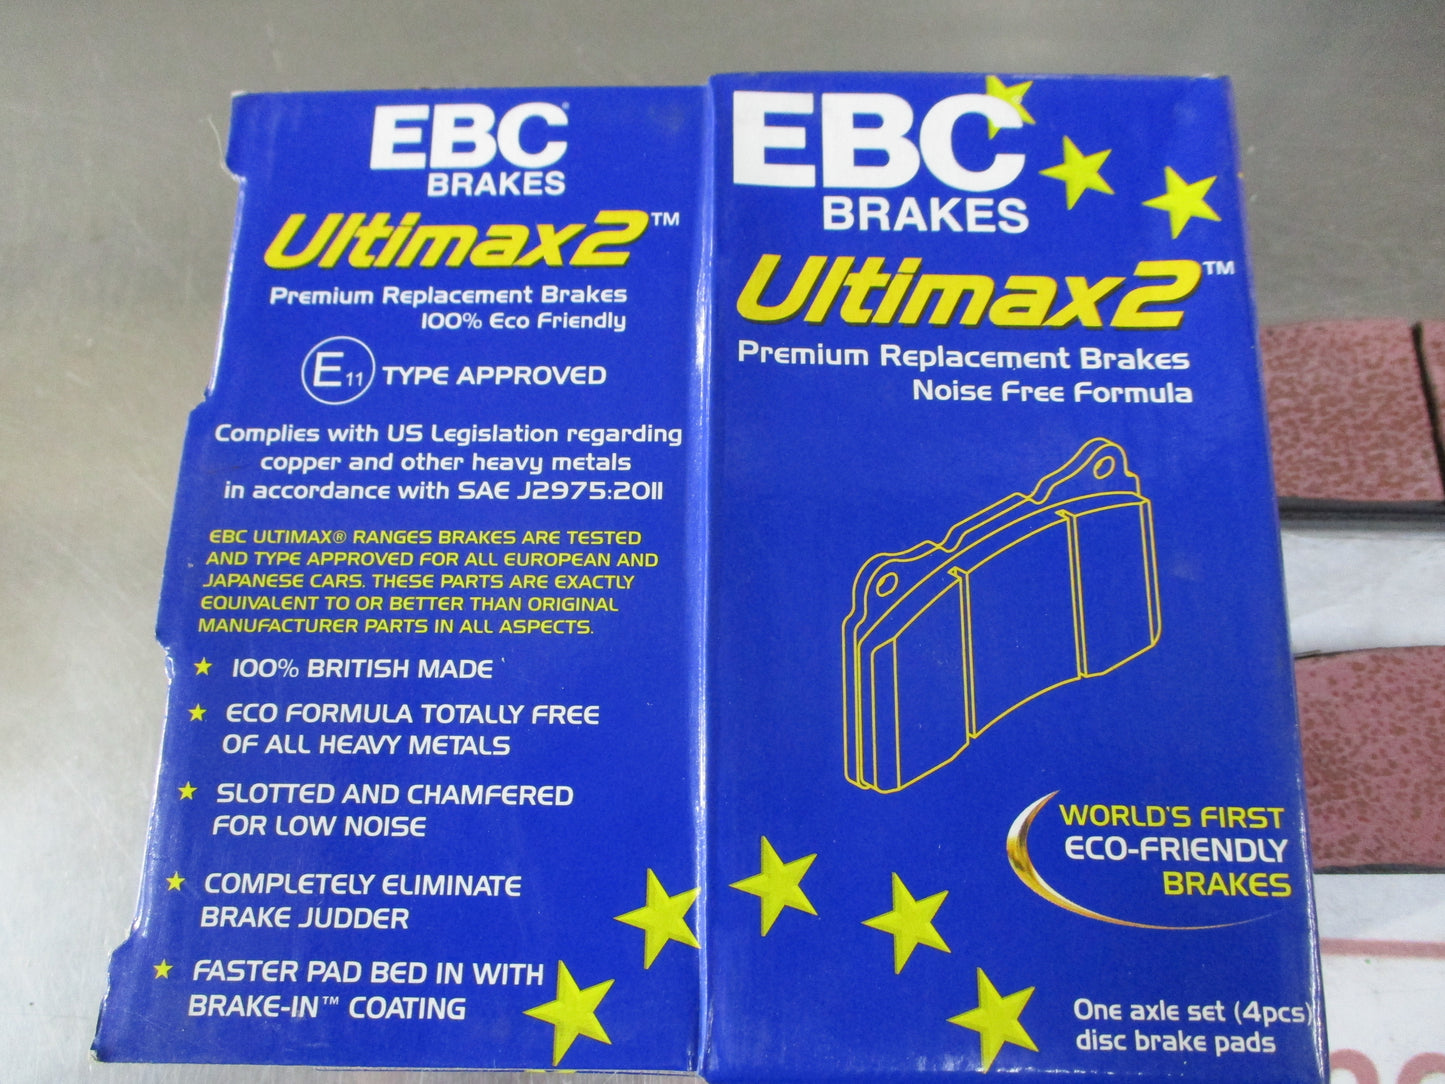 EBC®
BRAKES
Ultimax2™
Premium Replacement Brakes
100% Eco Friendly
E11 TYPE APPROVED
Complies with US Legislation regarding
copper and other heavy metals
in accordance with SAE J2975:2011
EBC ULTIMAX® RANGES BRAKES ARE TESTED
AND TYPE APPROVED FOR ALL EUROPEAN AND
JAPANESE CARS. THESE PARTS ARE EXACTLY
EQUIVALENT TO OR BETTER THAN ORIGINAL
MANUFACTURER PARTS IN ALL ASPECTS.
100% BRITISH MADE
ECO FORMULA TOTALLY FREE
OF ALL HEAVY METALS
SLOTTED AND CHAMFERED
FOR LOW NOISE
COMPLETELY ELIMINATE
BRAKE JUDDER
FASTER PAD BED IN WITH
BRAKE-IN™ COATING
EBC
BRAKES
Ultimax2™
Premium Replacement Brakes
Noise Free Formula
WORLD'S FIRST
ECO-FRIENDLY
BRAKES
One axle set (4pcs)
disc brake pads